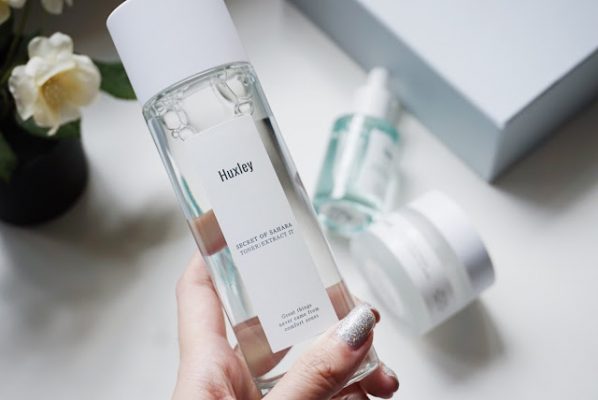 Huxley
SECRET OF SAHARA
TONER/EXTRACT IT
Great things
never came from
comfort zones